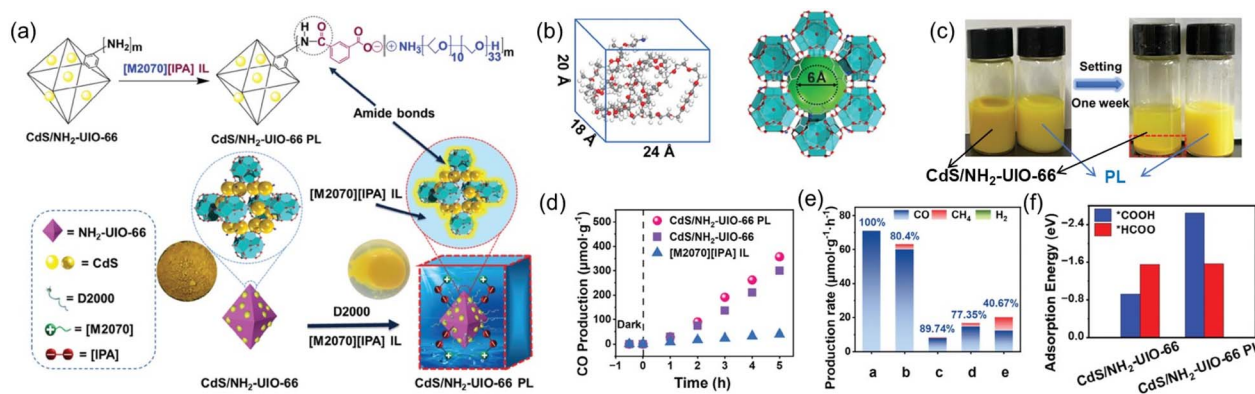 (a)
[NH₂]m
[M2070][IPA] IL
CdS/NH₂-UIO-66
H
N
C
O
O
O⊖
⊕
NH₃
O
10
O
H
33
]m
CdS/NH₂-UIO-66 PL
Amide bonds
[M2070][IPA] IL
= NH₂-UIO-66
= CdS
= D2000
= [M2070]
= [IPA]
D2000
[M2070][IPA] IL
CdS/NH₂-UIO-66
CdS/NH₂-UIO-66 PL
(b)
20 Å
18 Å
24 Å
6Å
(c)
Setting
One week
CdS/NH₂-UIO-66
PL
(d)
CO Production (μmol·g⁻¹)
500
400
300
200
100
0
Dark
CdS/NH₂-UIO-66 PL
CdS/NH₂-UIO-66
[M2070][IPA] IL
−1 0 1 2 3 4 5
Time (h)
(e)
Production rate (μmol·g⁻¹·h⁻¹)
90
75
60
45
30
15
0
CO CH₄ H₂
100%
80.4%
89.74%
77.35%
40.67%
a b c d e
(f)
Adsorption Energy (eV)
-2.4
-1.6
-0.8
0.0
*COOH
*HCOO
CdS/NH₂-UIO-66
CdS/NH₂-UIO-66 PL